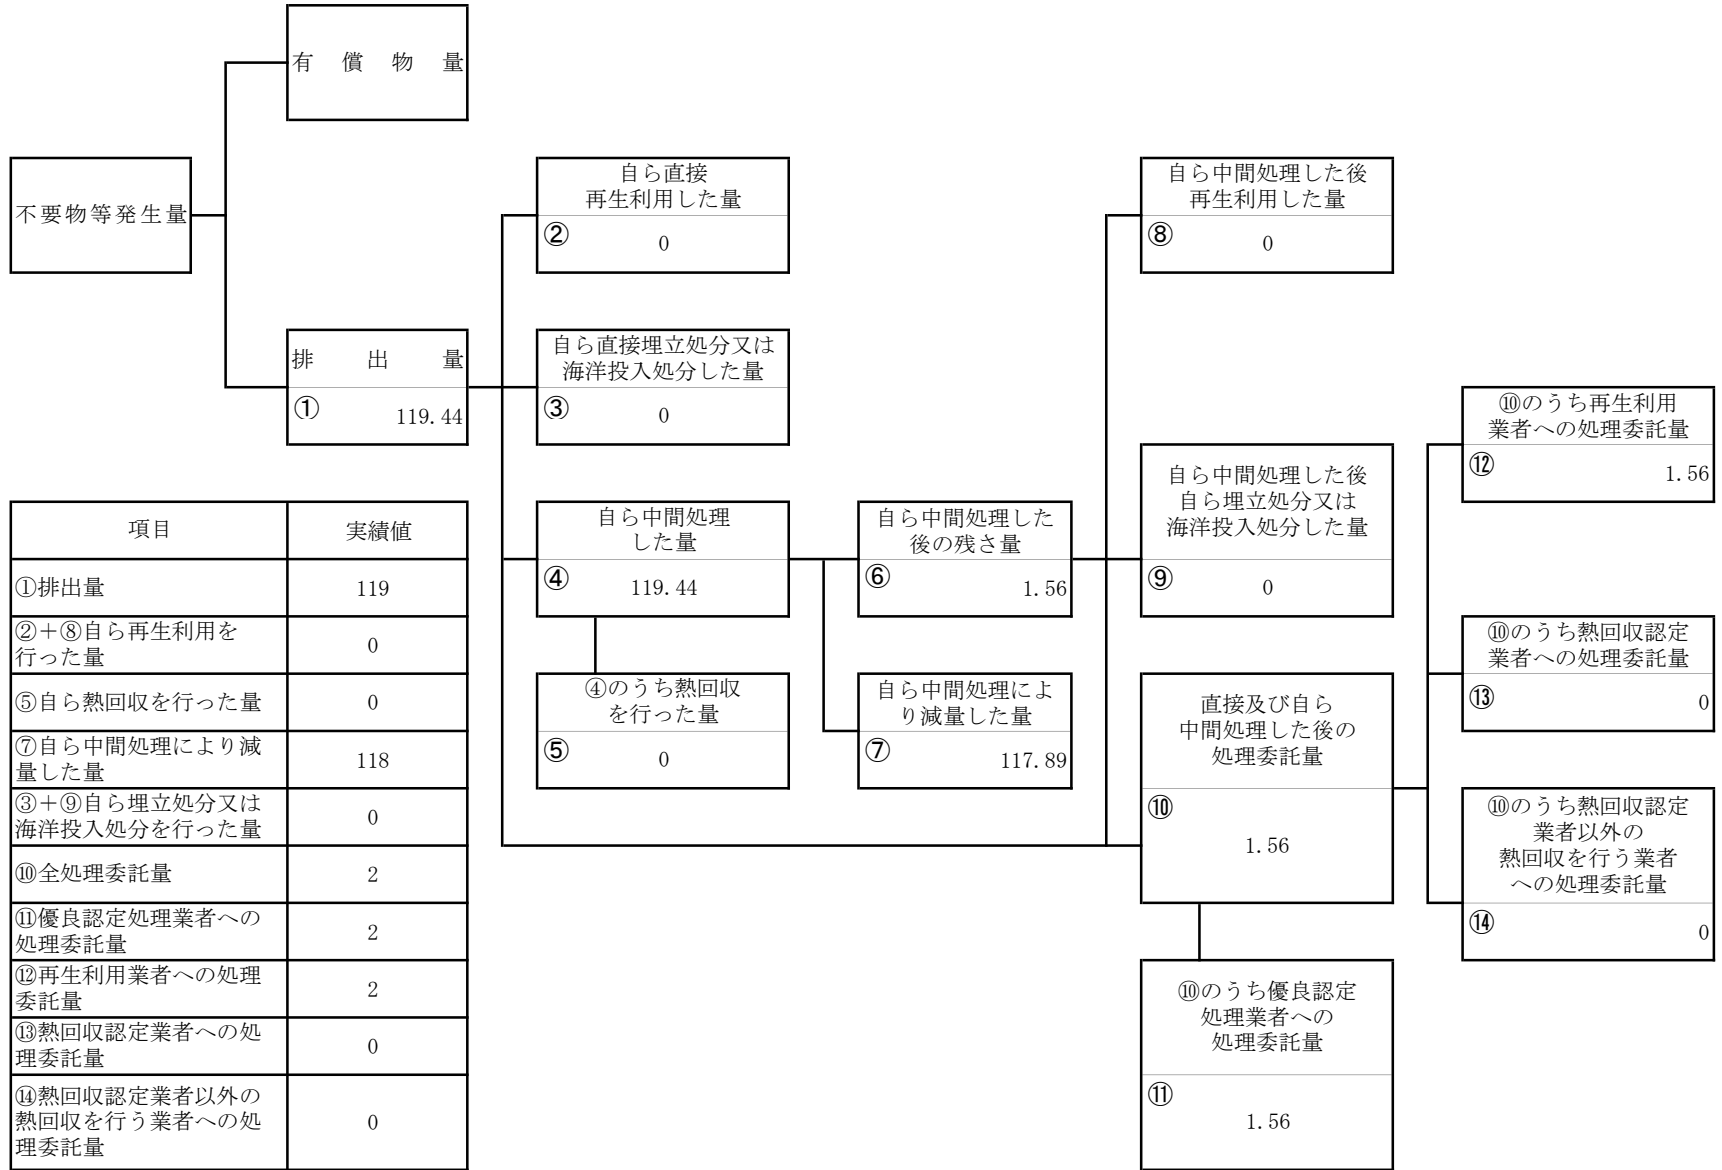 有償物量
不要物等発生量
排出量
①
119.44
自ら直接
再生利用した量
②
0
自ら直接埋立処分又は
海洋投入処分した量
③
0
自ら中間処理
した量
④
119.44
④のうち熱回収
を行った量
⑤
0
自ら中間処理した
後の残さ量
⑥
1.56
自ら中間処理によ
り減量した量
⑦
117.89
自ら中間処理した後
再生利用した量
⑧
0
自ら中間処理した後
自ら埋立処分又は
海洋投入処分した量
⑨
0
直接及び自ら
中間処理した後の
処理委託量
⑩
1.56
⑩のうち優良認定
処理業者への
処理委託量
⑪
1.56
⑩のうち再生利用
業者への処理委託量
⑫
1.56
⑩のうち熱回収認定
業者への処理委託量
⑬
0
⑩のうち熱回収認定
業者以外の
熱回収を行う業者
への処理委託量
⑭
0
項目 実績値
①排出量 119
②＋⑧自ら再生利用を
行った量 0
⑤自ら熱回収を行った量 0
⑦自ら中間処理により減
量した量 118
③＋⑨自ら埋立処分又は
海洋投入処分を行った量 0
⑩全処理委託量 2
⑪優良認定処理業者への
処理委託量 2
⑫再生利用業者への処理
委託量 2
⑬熱回収認定業者への処
理委託量 0
⑭熱回収認定業者以外の
熱回収を行う業者への処 0
理委託量